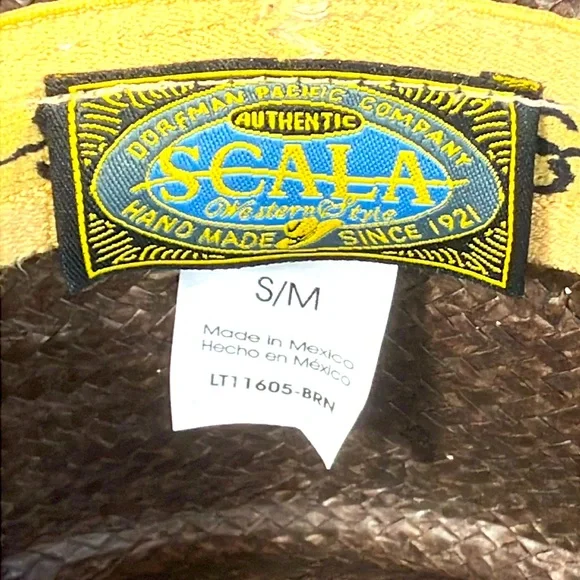 DORFMAN PACIFIC COMPANY
AUTHENTIC
SCALA
Western Style
HAND MADE SINCE 1921
S/M
Made in Mexico
Hecho en México
LT11605-BRN